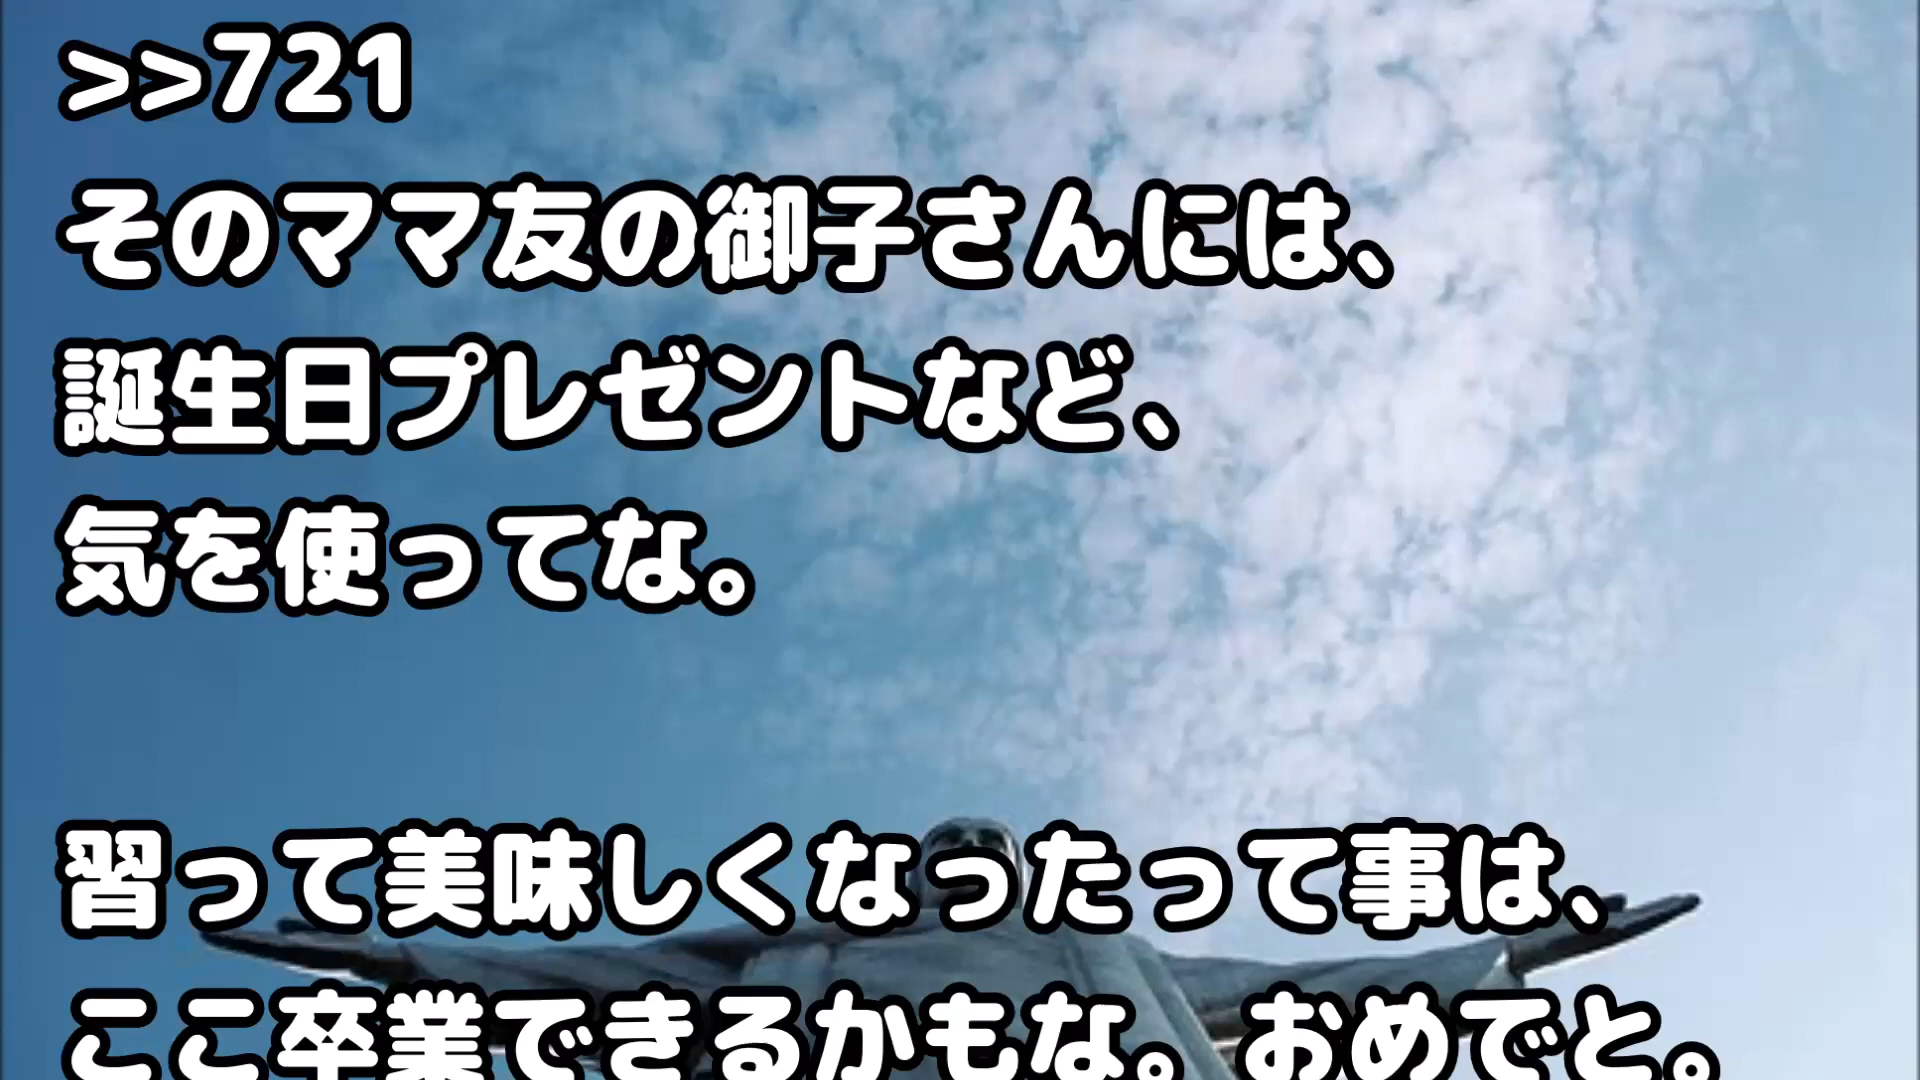 >>721
そのママ友の御子さんには、
誕生日プレゼントなど、
気を使ってな。
習って美味しくなったって事は、
ここ卒業できるかもな。おめでと。